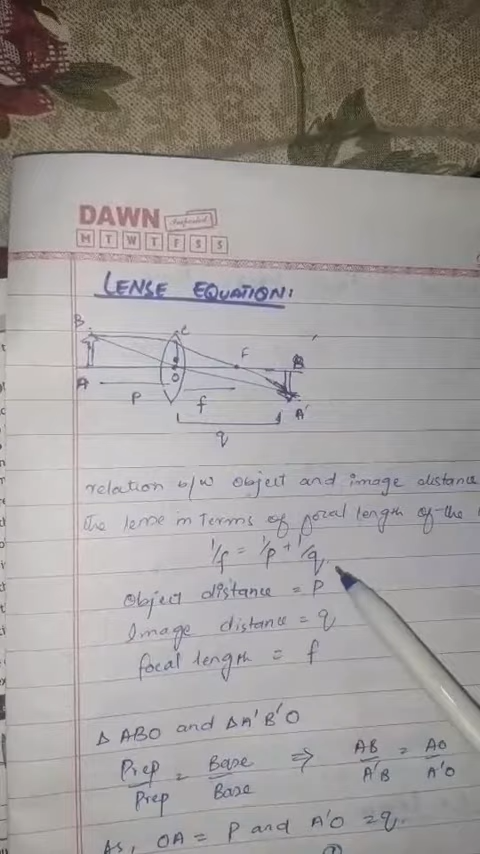 DAWN
M T W T F S S
LENSE EQUATION:
B C F B
A O A'
P f
q
relation b/w object and image distance
the lense in terms of focal length of the
1/f = 1/p + 1/q
Object distance = P
Image distance = q
focal length = f
Δ ABO and ΔA'B'O
Prep/Prep = Base/Base ⇒ AB/A'B = AO/A'O
As, OA = P and A'O = q.